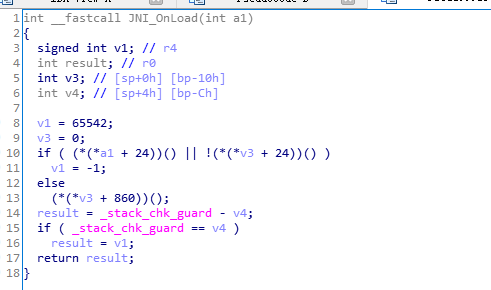 1 int __fastcall JNI_OnLoad(int a1)
2 {
3 signed int v1; // r4
4 int result; // r0
5 int v3; // [sp+0h] [bp-10h]
6 int v4; // [sp+4h] [bp-Ch]
7
8 v1 = 65542;
9 v3 = 0;
10 if ( (*(*a1 + 24))() || !(*(*v3 + 24))() )
11 v1 = -1;
12 else
13 (*(*v3 + 860))();
14 result = _stack_chk_guard - v4;
15 if ( _stack_chk_guard == v4 )
16 result = v1;
17 return result;
18 }